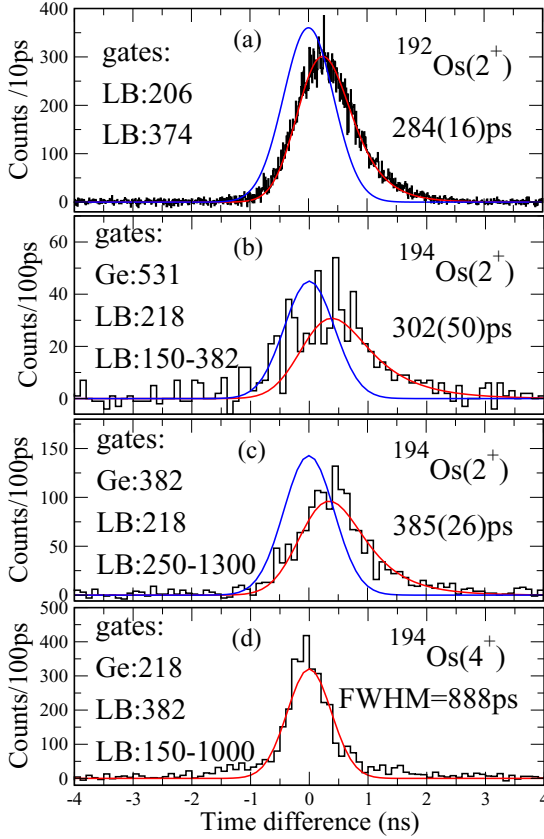 400
300
200
100
0
Counts /10ps
gates:
LB:206
LB:374
(a)
¹⁹²Os(2⁺)
284(16)ps
60
40
20
0
Counts/100ps
gates:
Ge:531
LB:218
LB:150-382
(b)
¹⁹⁴Os(2⁺)
302(50)ps
150
100
50
0
Counts/100ps
gates:
Ge:382
LB:218
LB:250-1300
(c)
¹⁹⁴Os(2⁺)
385(26)ps
500
400
300
200
100
0
Counts/100ps
gates:
Ge:218
LB:382
LB:150-1000
(d)
¹⁹⁴Os(4⁺)
FWHM=888ps
-4 -3 -2 -1 0 1 2 3 4
Time difference (ns)